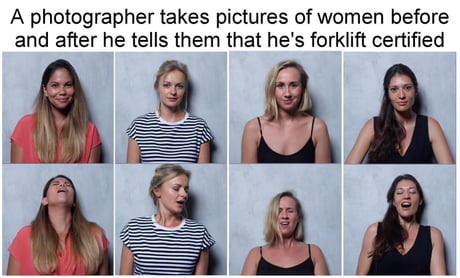 A photographer takes pictures of women before
and after he tells them that he's forklift certified